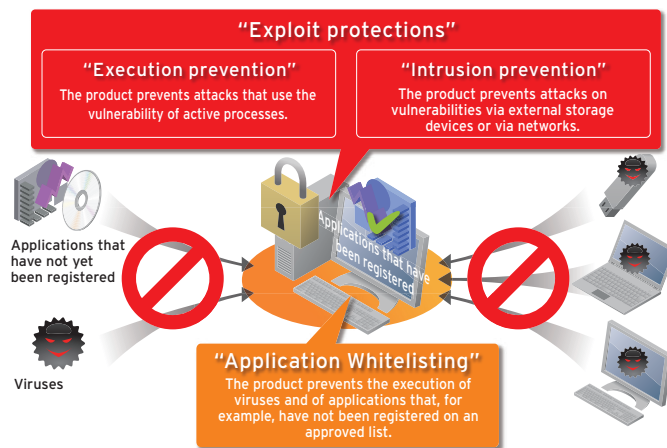 “Exploit protections”
“Execution prevention”
The product prevents attacks that use the
vulnerability of active processes.
“Intrusion prevention”
The product prevents attacks on
vulnerabilities via external storage
devices or via networks.
Applications that
have not yet
been registered
Applications that have
been registered
Viruses
“Application Whitelisting”
The product prevents the execution of
viruses and of applications that, for
example, have not been registered on an
approved list.